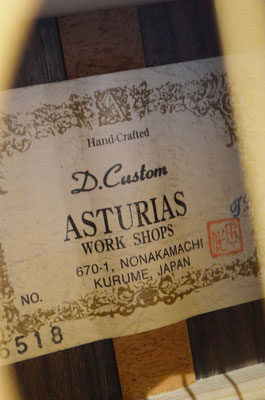 Hand-Crafted
D.Custom
ASTURIAS
WORK SHOPS
670-1, NONAKAMACHI
KURUME, JAPAN
NO.
518